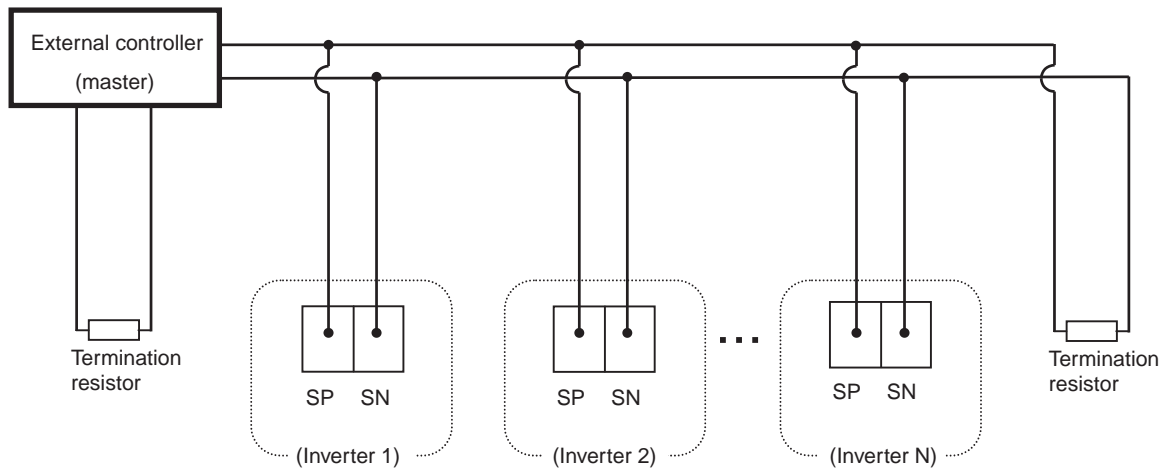 External controller
(master)
Termination
resistor
SP SN
(Inverter 1)
SP SN
(Inverter 2)
...
SP SN
(Inverter N)
Termination
resistor